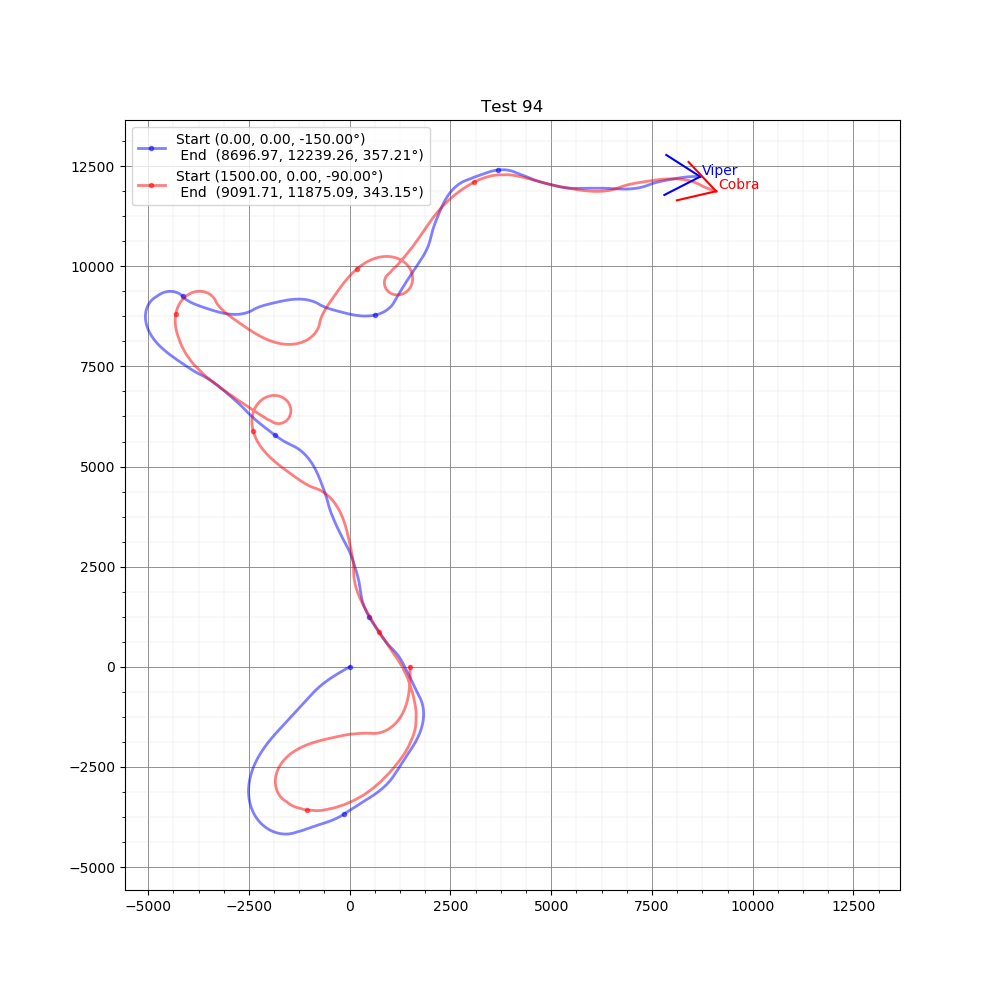 Test 94
Start (0.00, 0.00, -150.00°)
End (8696.97, 12239.26, 357.21°)
Start (1500.00, 0.00, -90.00°)
End (9091.71, 11875.09, 343.15°)
Viper
Cobra
12500
10000
7500
5000
2500
0
−2500
−5000
−5000 −2500 0 2500 5000 7500 10000 12500